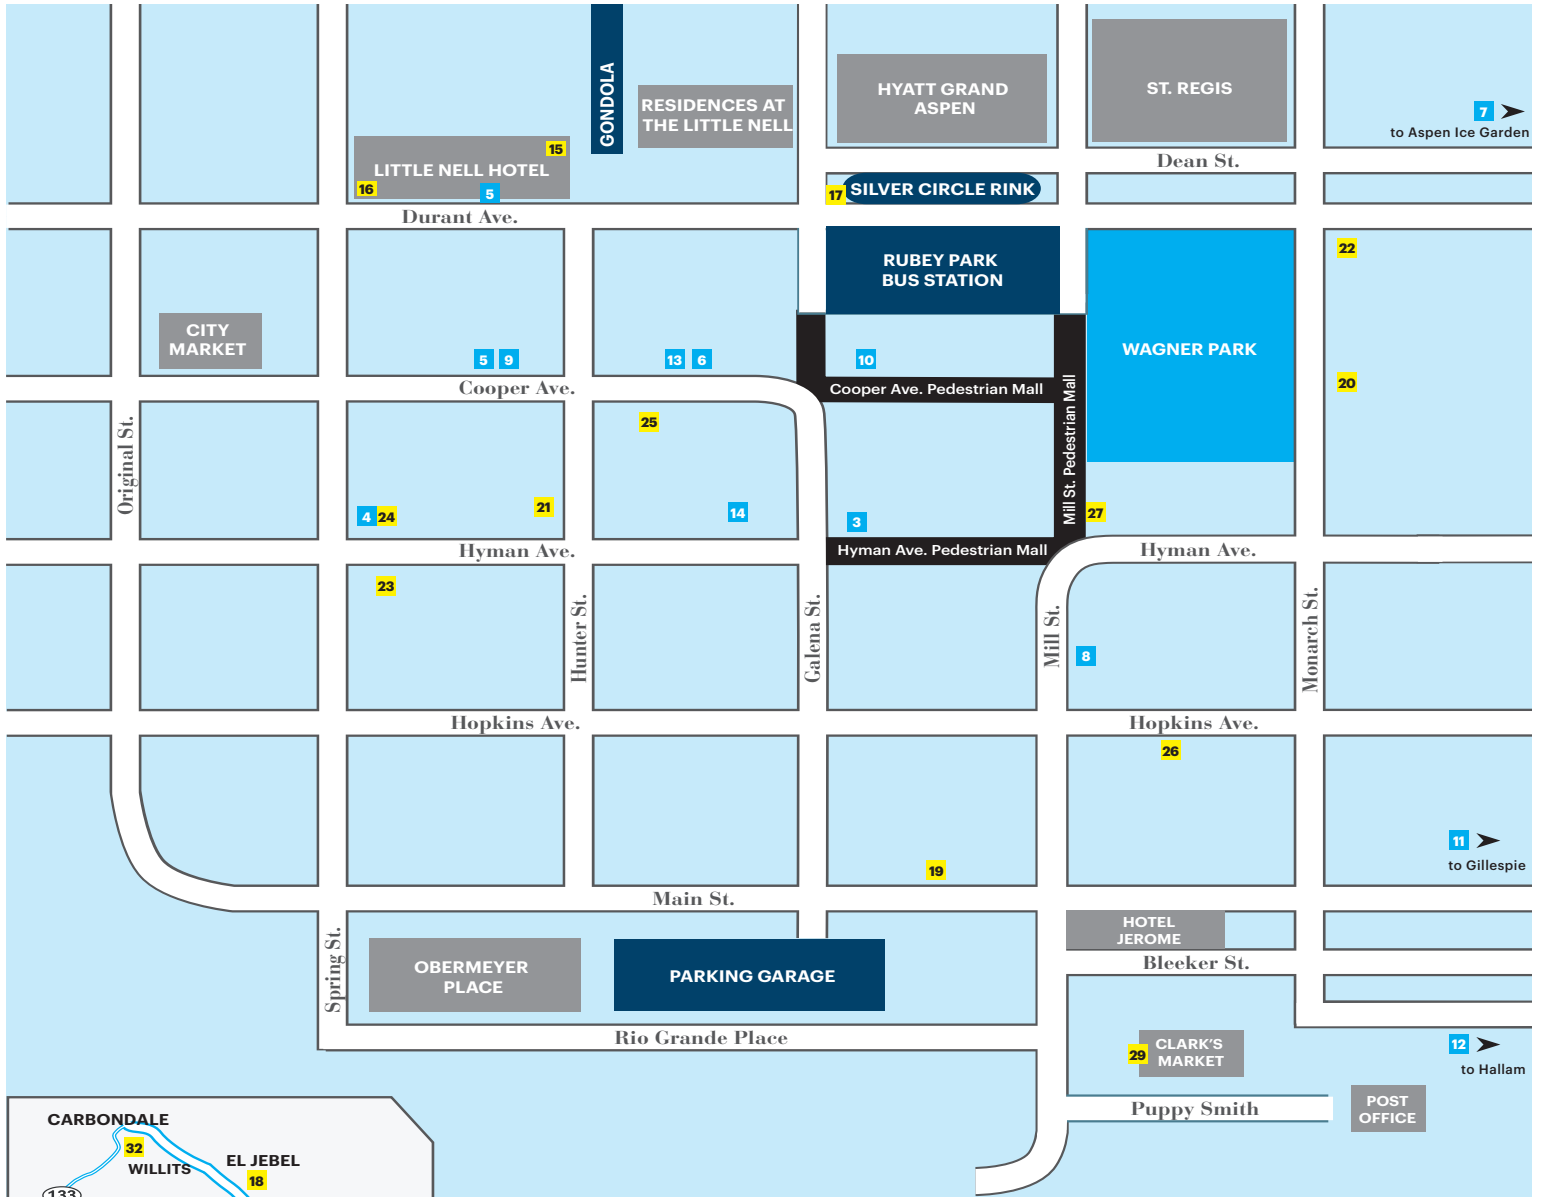 GONDOLA
RESIDENCES AT
THE LITTLE NELL
HYATT GRAND
ASPEN
ST. REGIS
7
to Aspen Ice Garden
15
LITTLE NELL HOTEL
16
5
Dean St.
17
SILVER CIRCLE RINK
Durant Ave.
RUBEY PARK
BUS STATION
22
CITY
MARKET
WAGNER PARK
5 9
13 6
10
20
Cooper Ave.
Cooper Ave. Pedestrian Mall
Mill St. Pedestrian Mall
Original St.
25
4 24
21
14
3
27
Hyman Ave.
Hyman Ave. Pedestrian Mall
Hyman Ave.
23
Hunter St.
Galena St.
Mill St.
8
Monarch St.
Hopkins Ave.
Hopkins Ave.
26
11
to Gillespie
19
Main St.
HOTEL
JEROME
Spring St.
OBERMEYER
PLACE
PARKING GARAGE
Bleeker St.
Rio Grande Place
29
CLARK'S
MARKET
12
to Hallam
Puppy Smith
POST
OFFICE
CARBONDALE
32
WILLITS
EL JEBEL
18
133